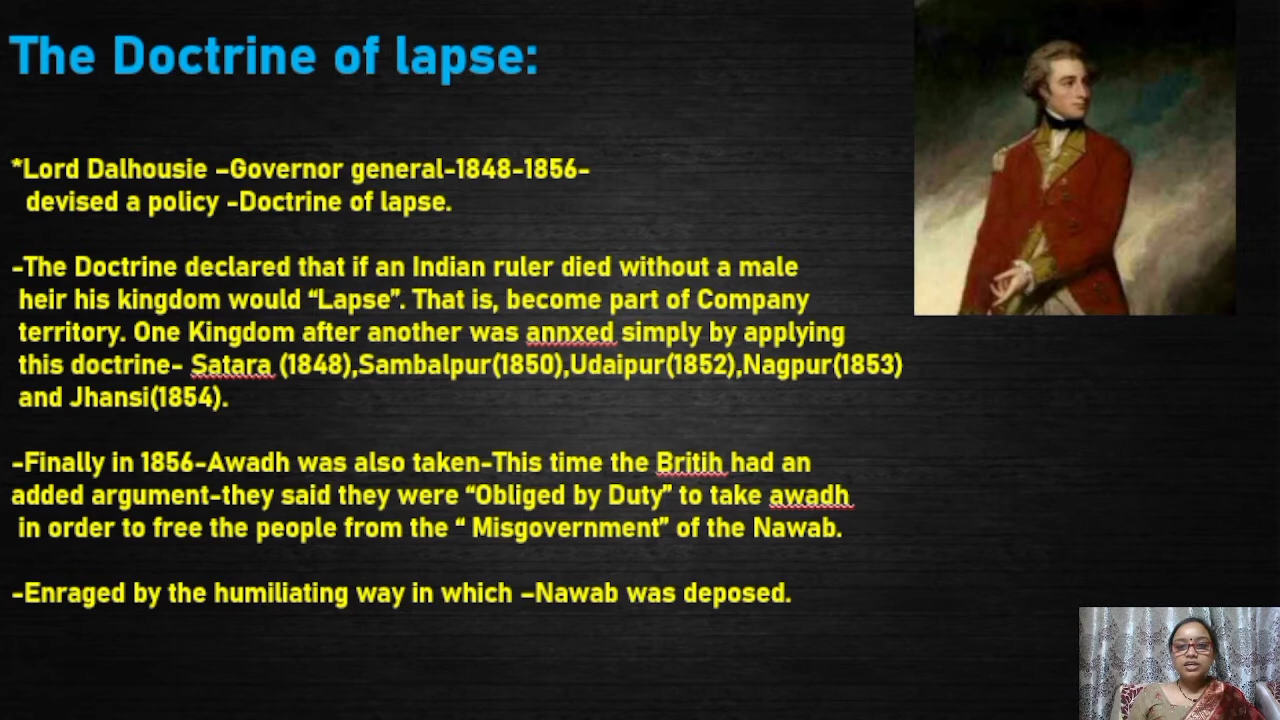 The Doctrine of lapse:
*Lord Dalhousie –Governor general-1848-1856-
devised a policy -Doctrine of lapse.
-The Doctrine declared that if an Indian ruler died without a male
heir his kingdom would “Lapse”. That is, become part of Company
territory. One Kingdom after another was annxed simply by applying
this doctrine- Satara (1848),Sambalpur(1850),Udaipur(1852),Nagpur(1853)
and Jhansi(1854).
-Finally in 1856-Awadh was also taken-This time the Britih had an
added argument-they said they were “Obliged by Duty” to take awadh
in order to free the people from the “ Misgovernment” of the Nawab.
-Enraged by the humiliating way in which –Nawab was deposed.